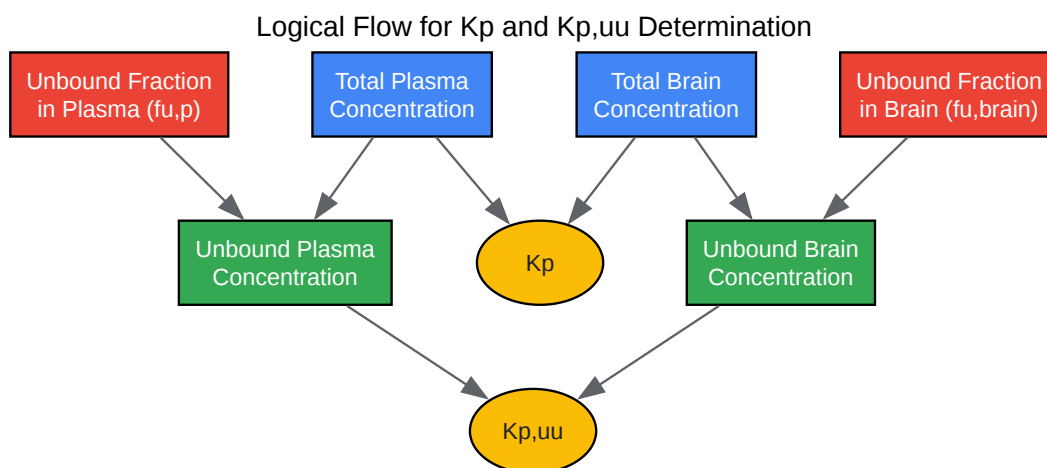 Logical Flow for Kp and Kp,uu Determination
Unbound Fraction
in Plasma (fu,p)
Total Plasma
Concentration
Total Brain
Concentration
Unbound Fraction
in Brain (fu,brain)
Unbound Plasma
Concentration
Kp
Unbound Brain
Concentration
Kp,uu